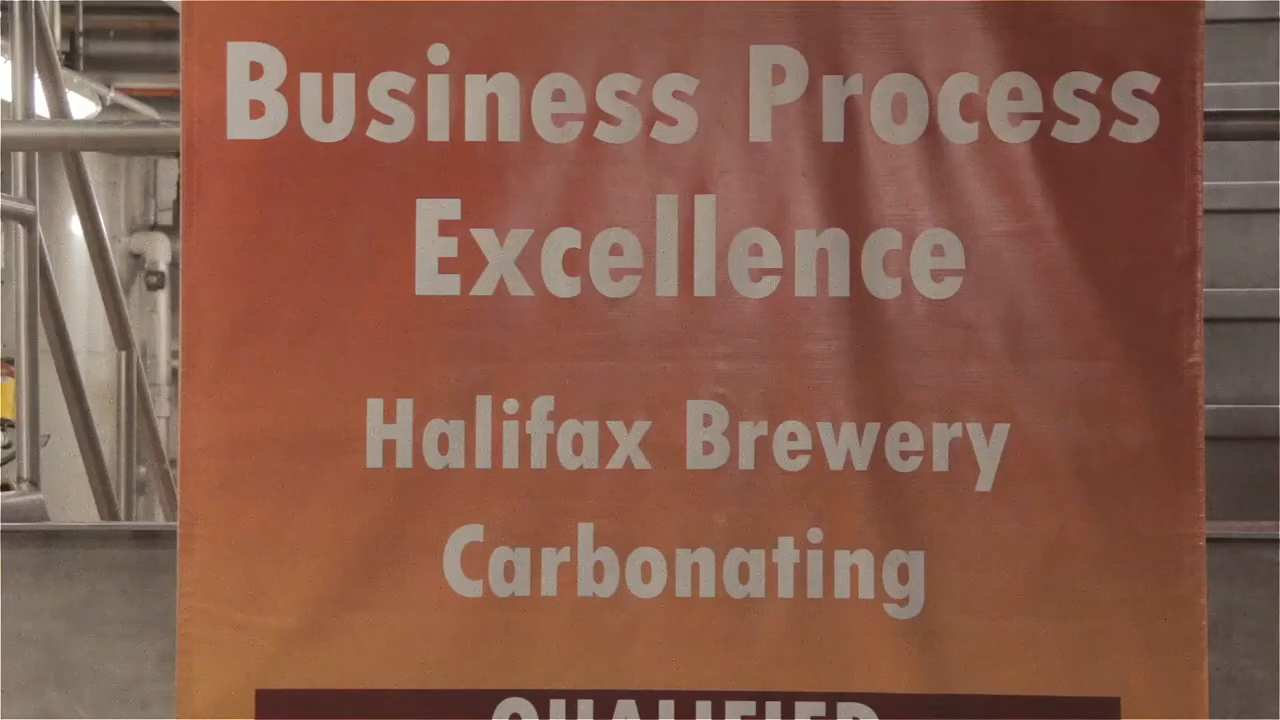 Business Process
Excellence
Halifax Brewery
Carbonating
QUALIFIED